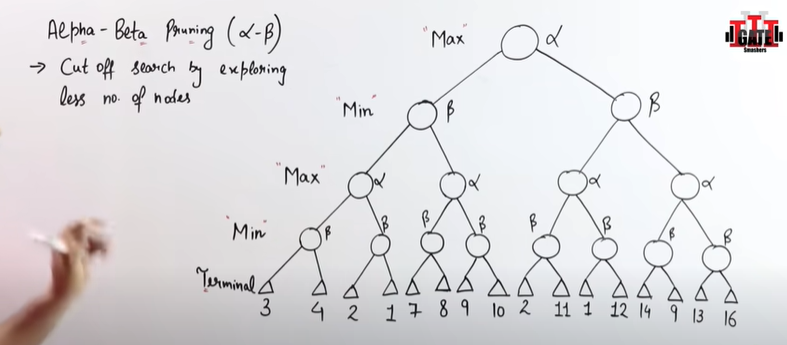 Alpha-Beta Pruning (α-β)
→ Cut off search by exploring
less no. of nodes
"Max" α
"Min" β β
"Max" α α α α
"Min" β β β β β β β β
Terminal
3 4 2 1 7 8 9 10 2 11 1 12 14 9 13 16
GATE
Smashers